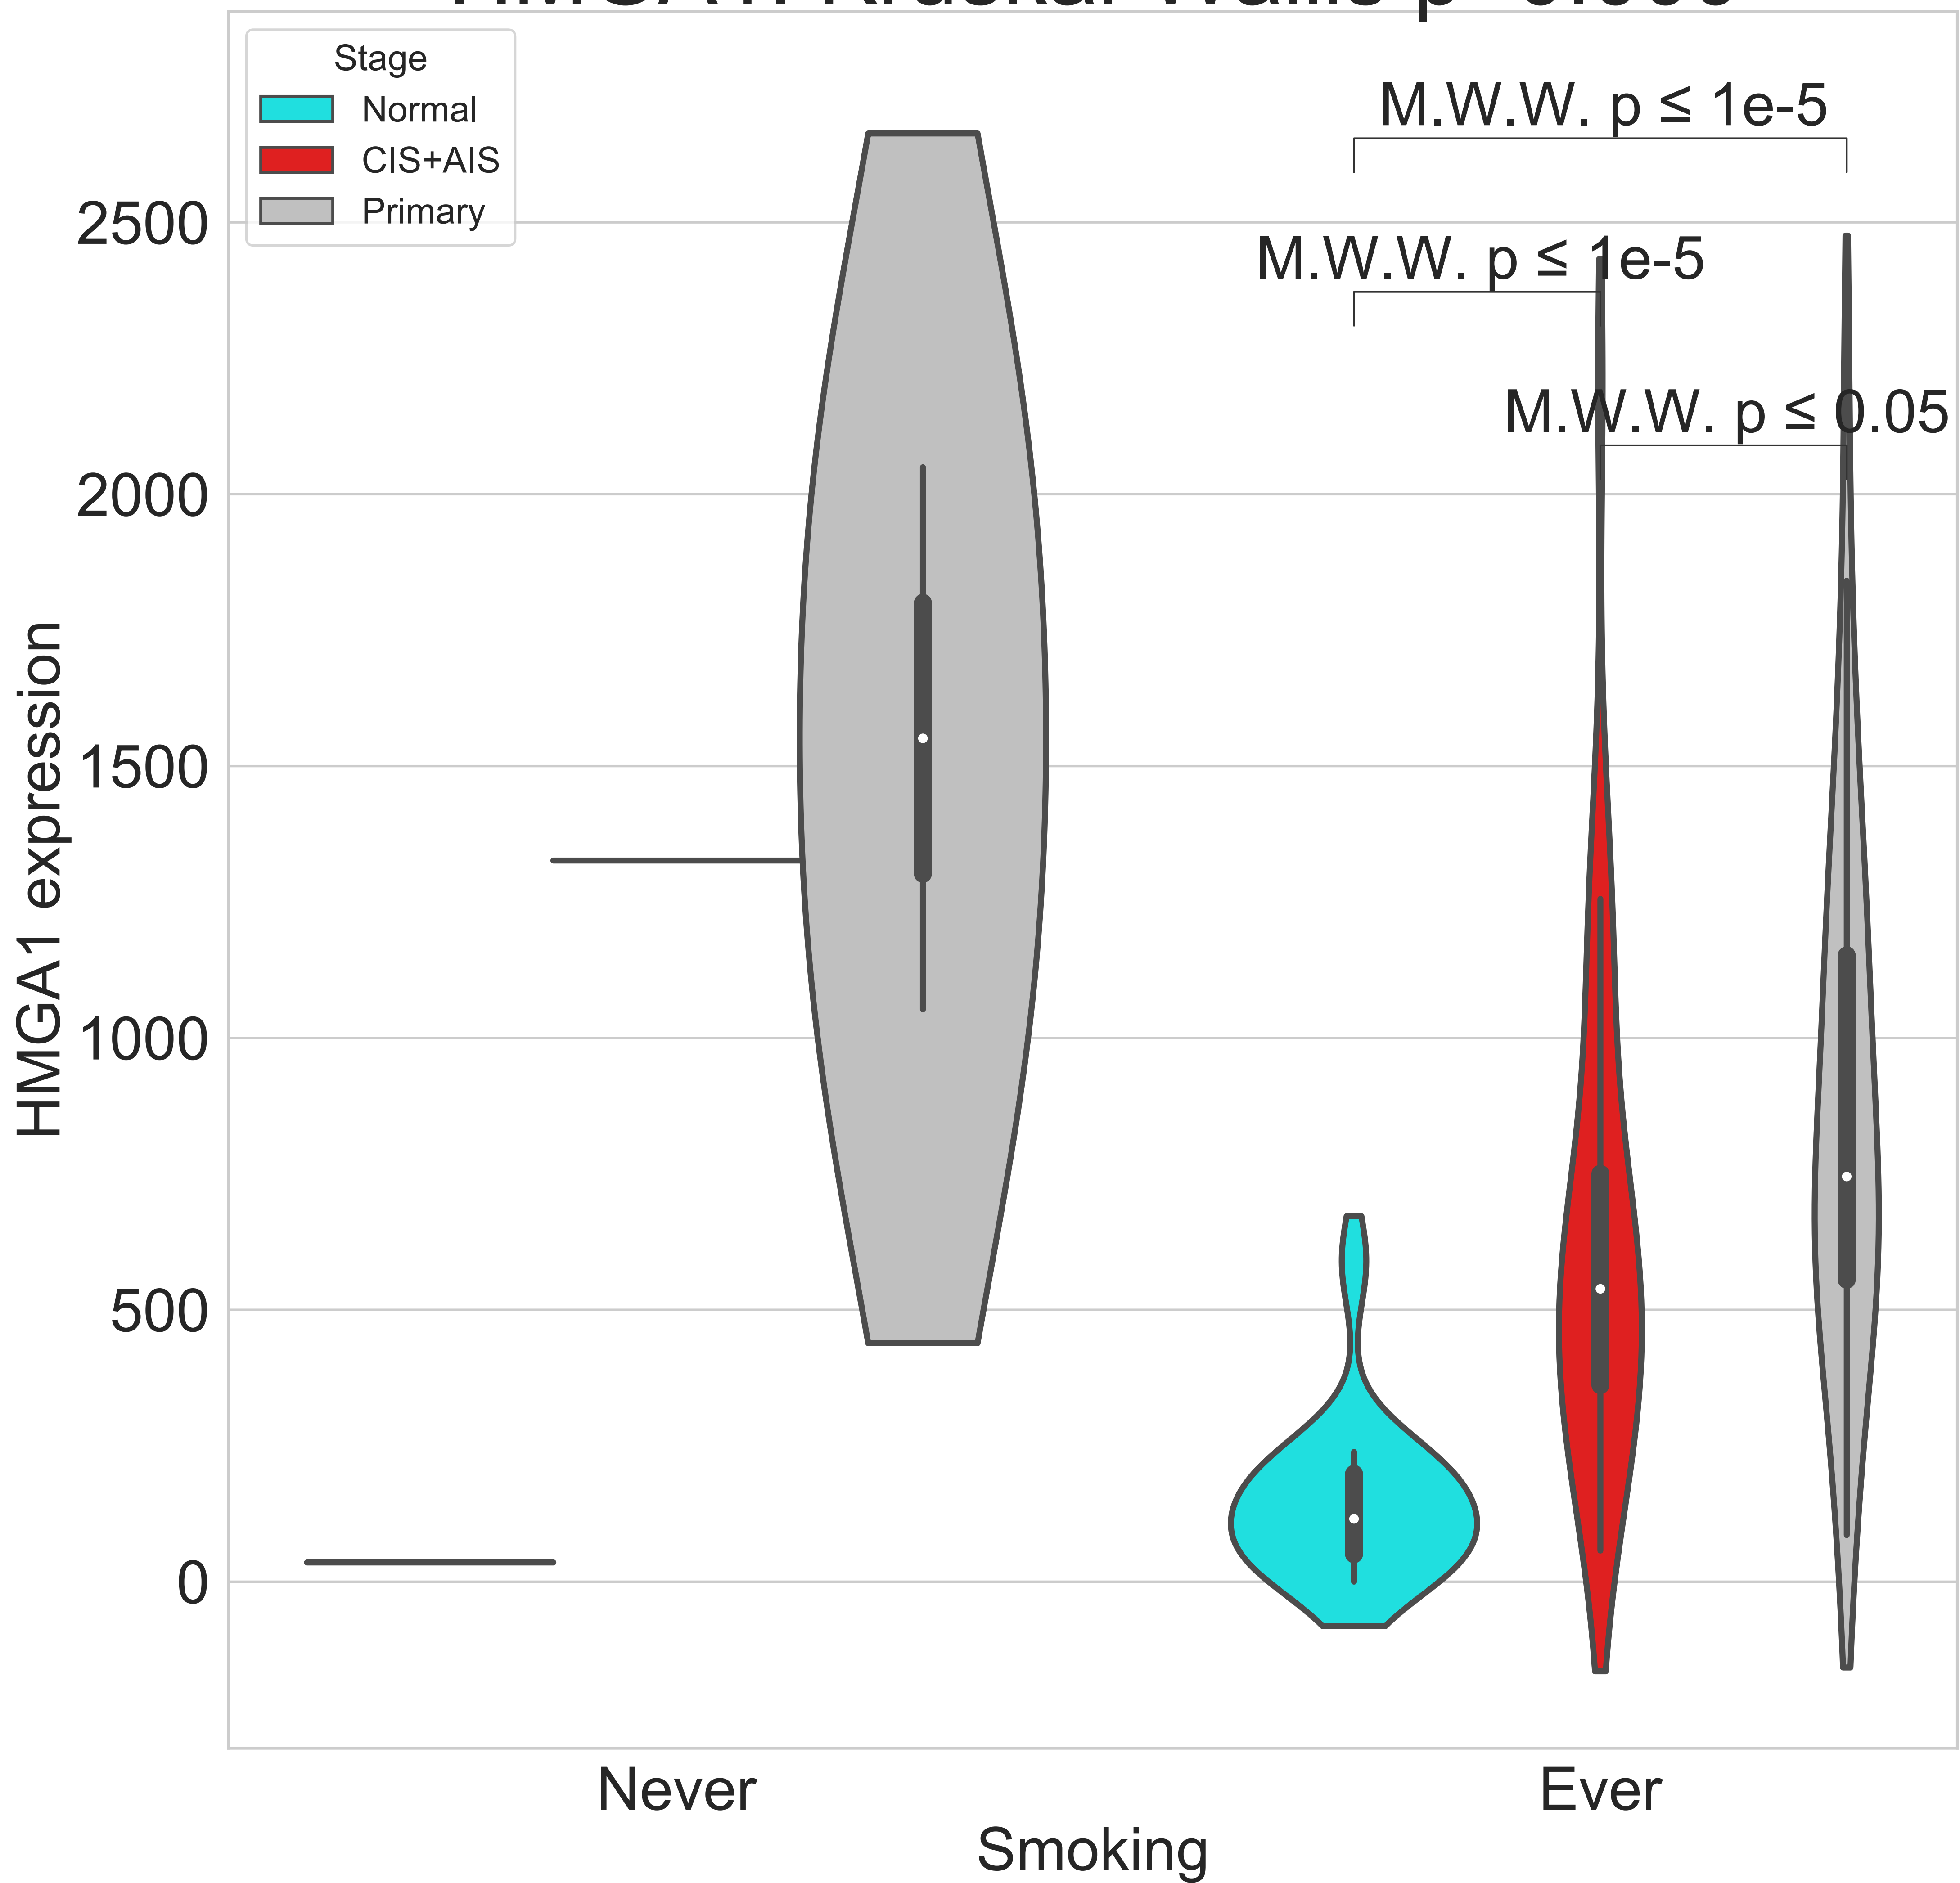 Stage
Normal
CIS+AIS
Primary
M.W.W. p ≤ 1e-5
M.W.W. p ≤ 1e-5
M.W.W. p ≤ 0.05
HMGA1 expression
2500
2000
1500
1000
500
0
Never
Ever
Smoking